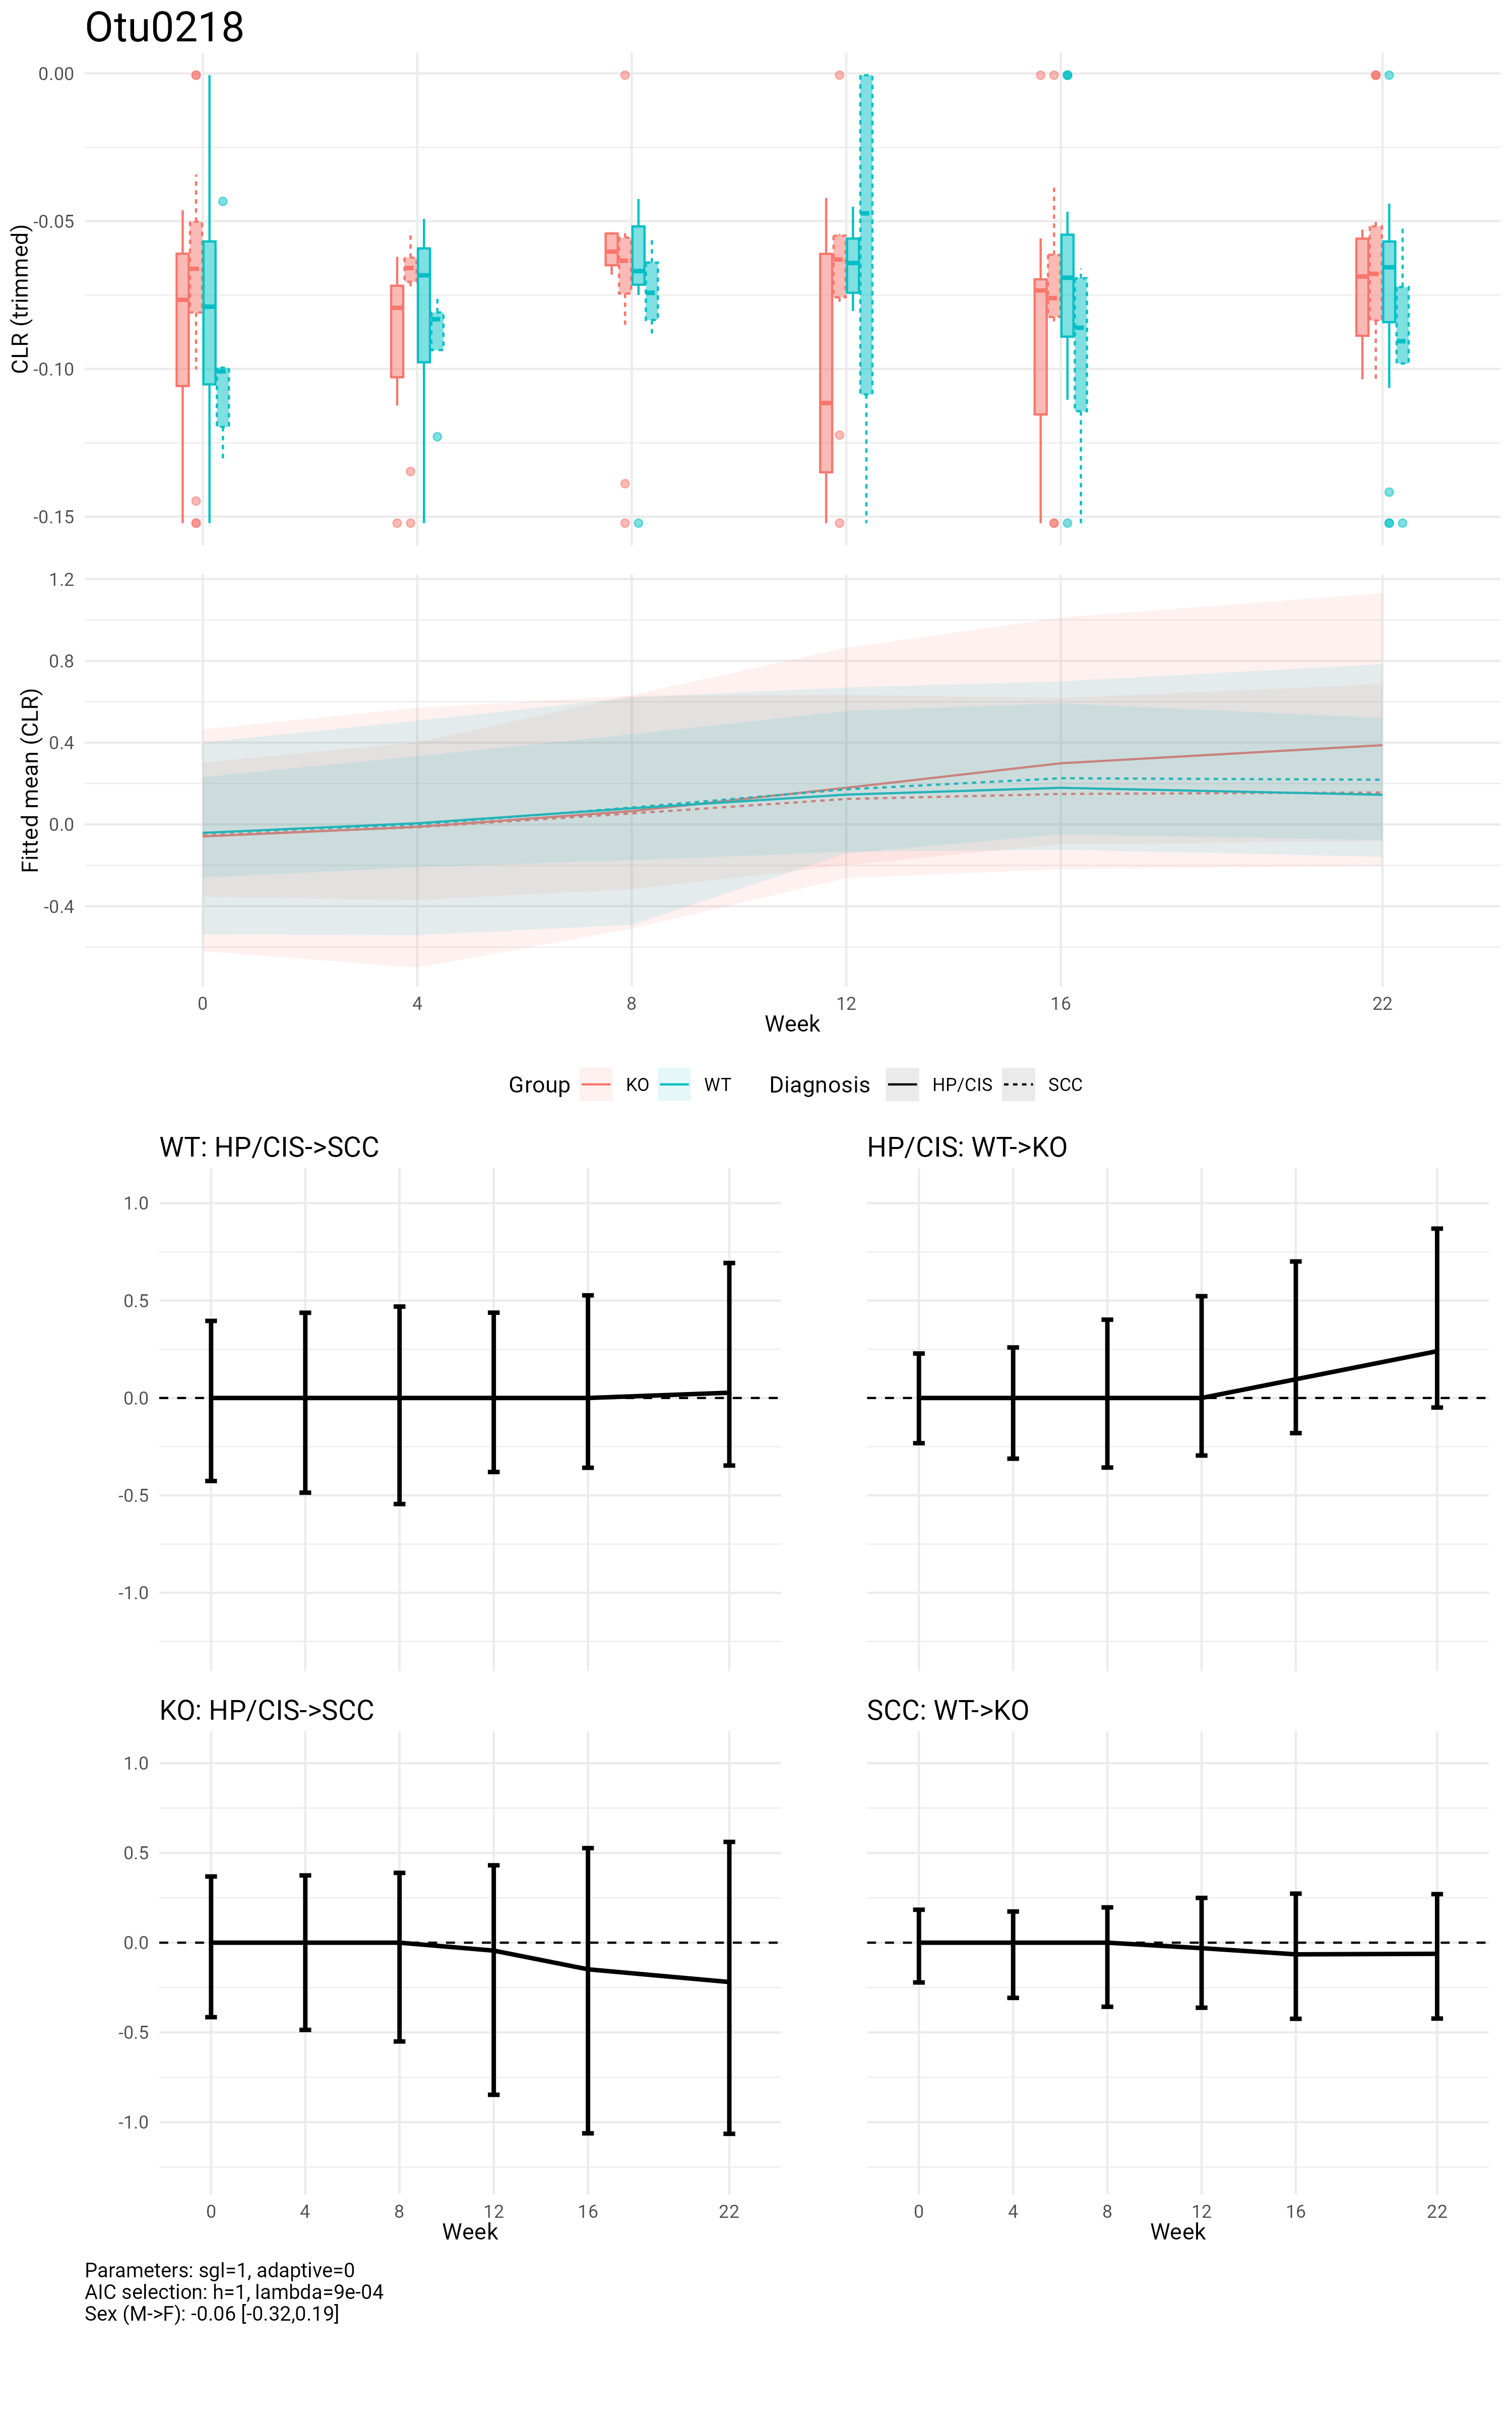 Otu0218
0.00
-0.05
-0.10
-0.15
CLR (trimmed)
1.2
0.8
0.4
0.0
-0.4
Fitted mean (CLR)
0 4 8 12 16 22
Week
Group KO WT Diagnosis HP/CIS SCC
WT: HP/CIS->SCC
HP/CIS: WT->KO
1.0
0.5
0.0
-0.5
-1.0
KO: HP/CIS->SCC
SCC: WT->KO
1.0
0.5
0.0
-0.5
-1.0
0 4 8 12 16 22
Week
0 4 8 12 16 22
Week
Parameters: sgl=1, adaptive=0
AIC selection: h=1, lambda=9e-04
Sex (M->F): -0.06 [-0.32,0.19]